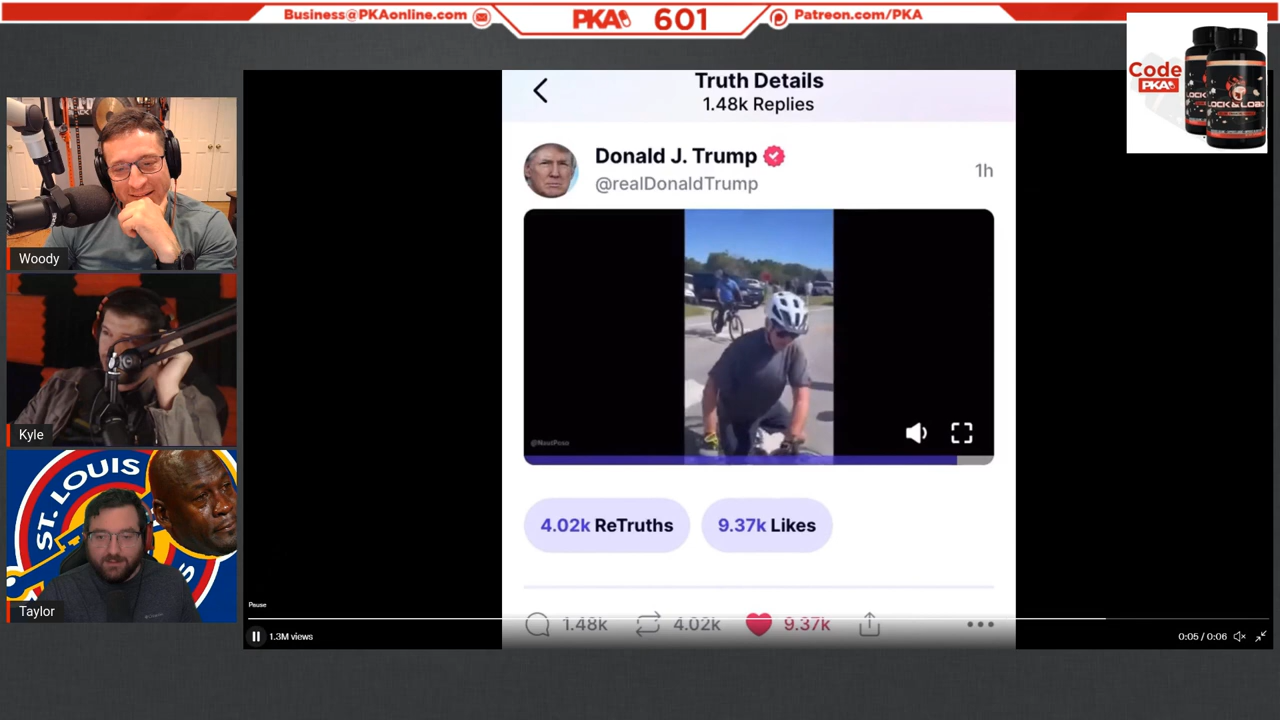 Business@PKAonline.com
PKA 601
Patreon.com/PKA
Code
PKA
LOCK & LOAD
Truth Details
1.48k Replies
Donald J. Trump
@realDonaldTrump
1h
4.02k ReTruths
9.37k Likes
1.48k
4.02k
9.37k
Woody
Kyle
ST. LOUIS
Taylor
Pause
1.3M views
0:05 / 0:06